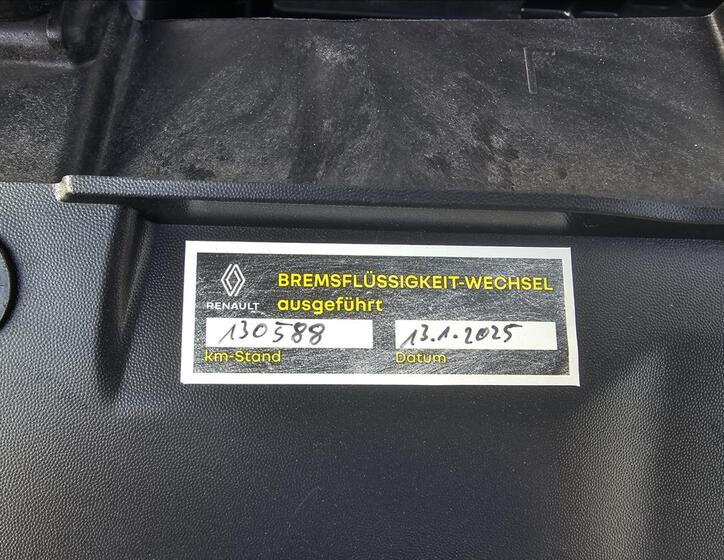 BREMSFLÜSSIGKEIT-WECHSEL
ausgeführt
RENAULT
130588
13.1.2025
km-Stand
Datum